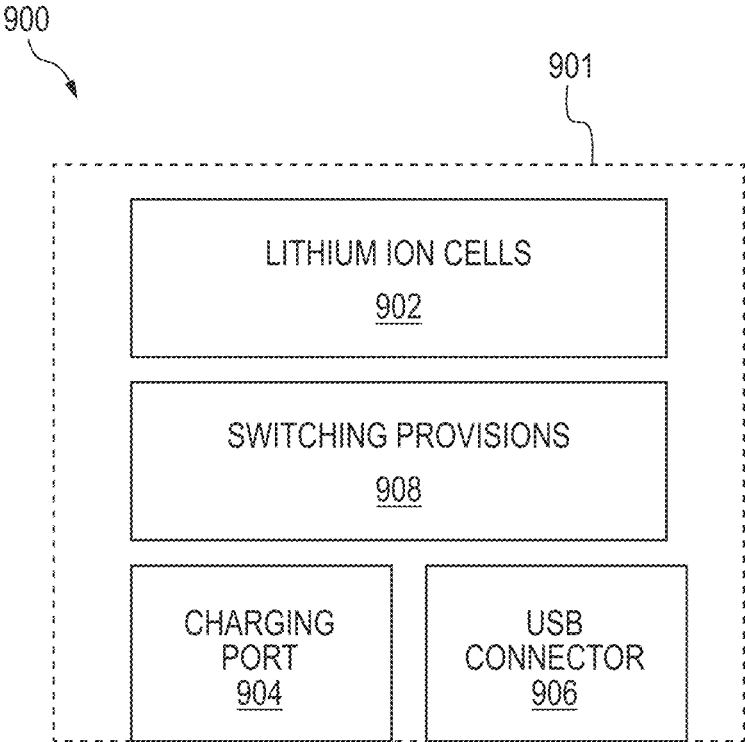 900
901
LITHIUM ION CELLS
902
SWITCHING PROVISIONS
908
CHARGING
PORT
904
USB
CONNECTOR
906